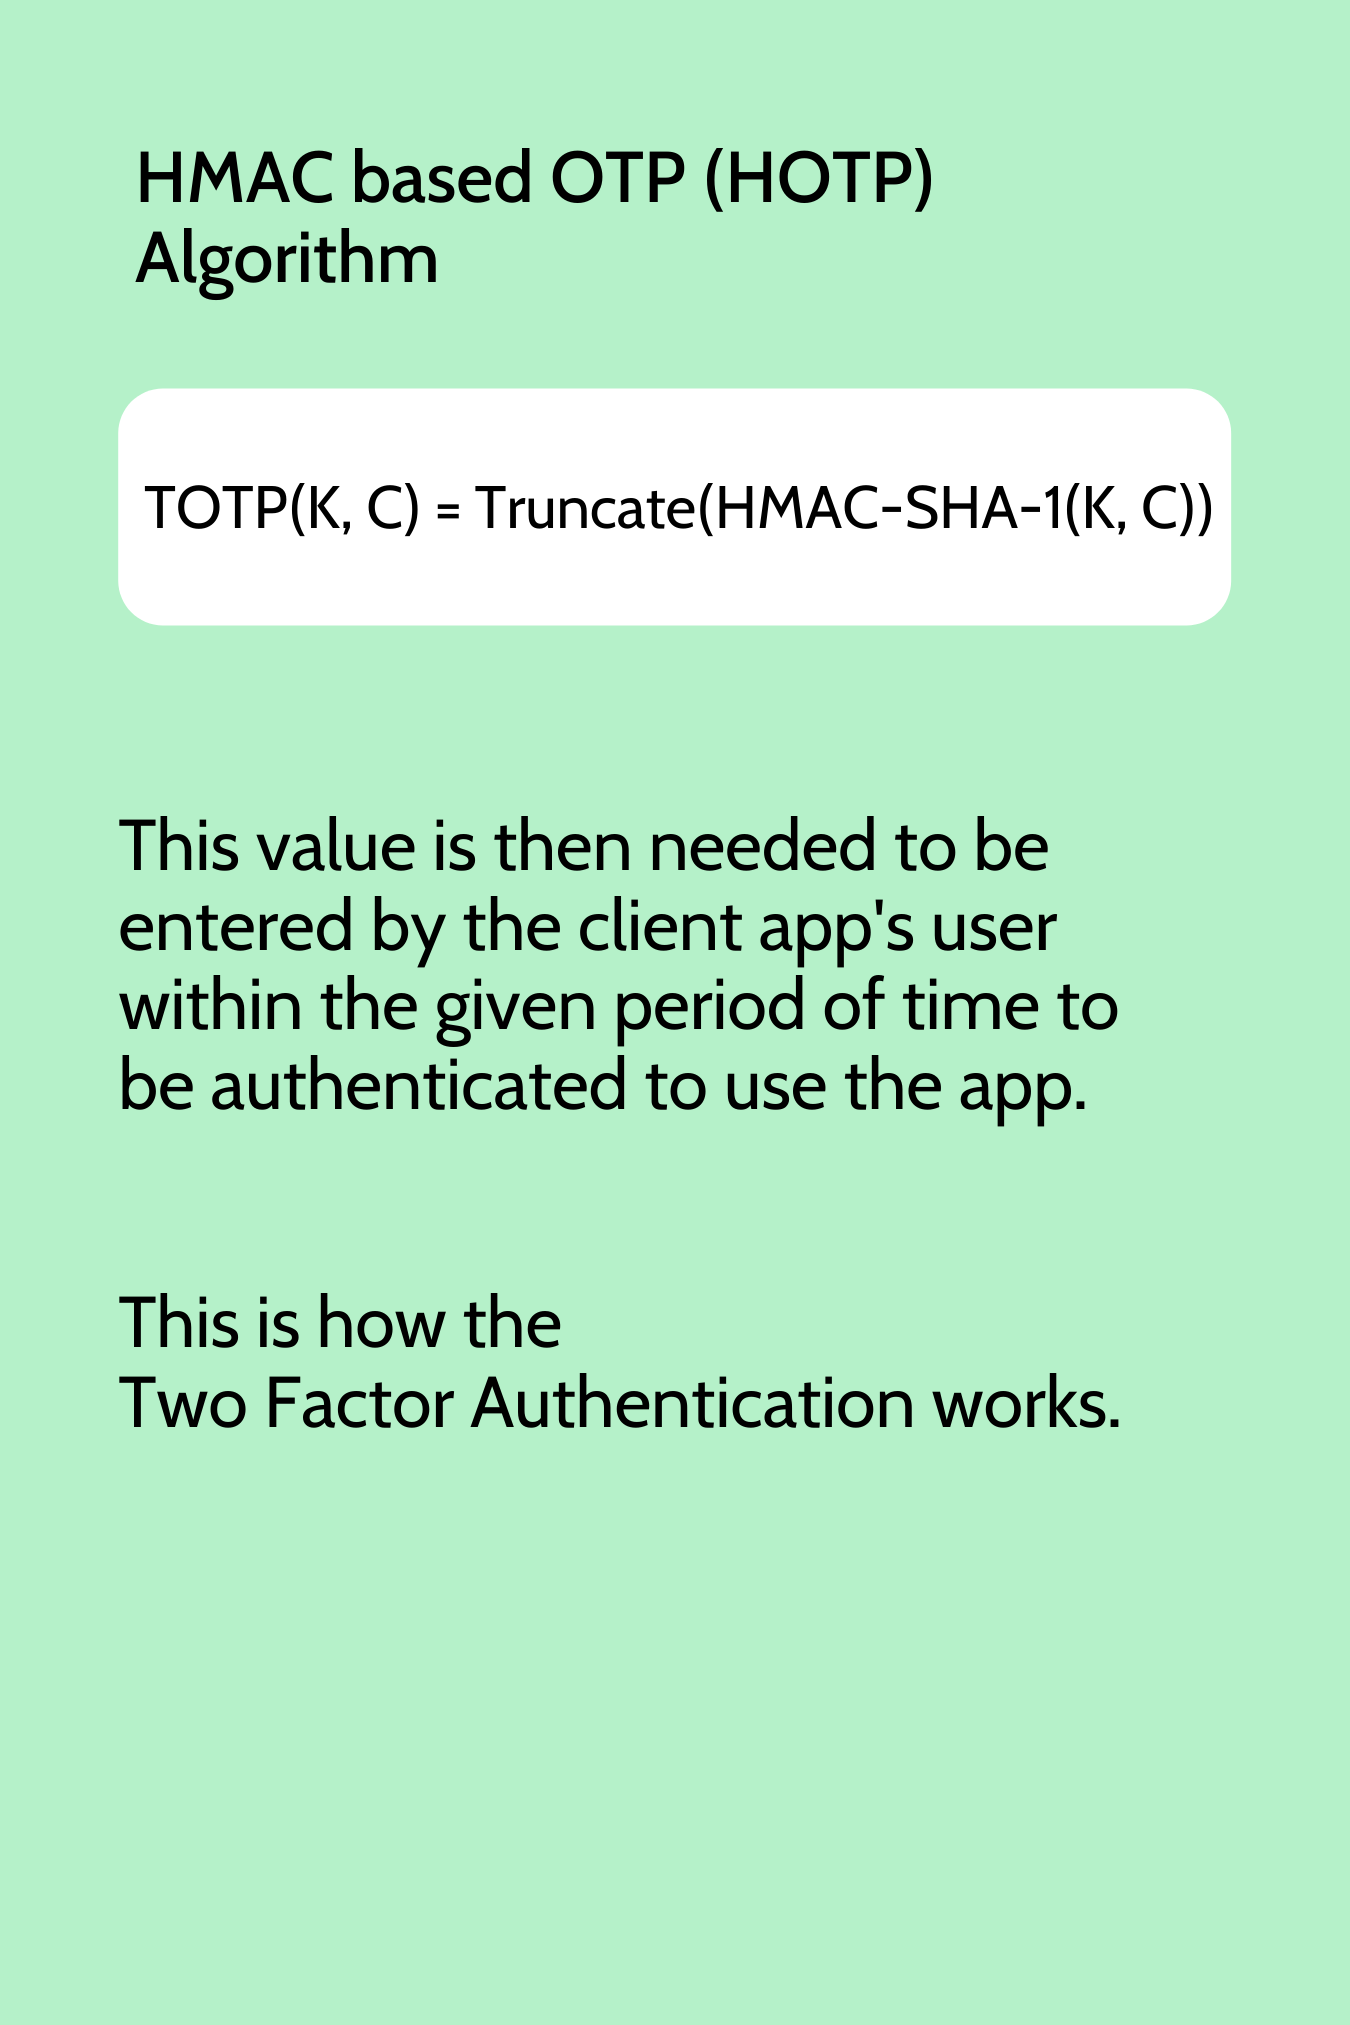 HMAC based OTP (HOTP)
Algorithm
TOTP(K, C) = Truncate(HMAC-SHA-1(K, C))
This value is then needed to be
entered by the client app's user
within the given period of time to
be authenticated to use the app.
This is how the
Two Factor Authentication works.